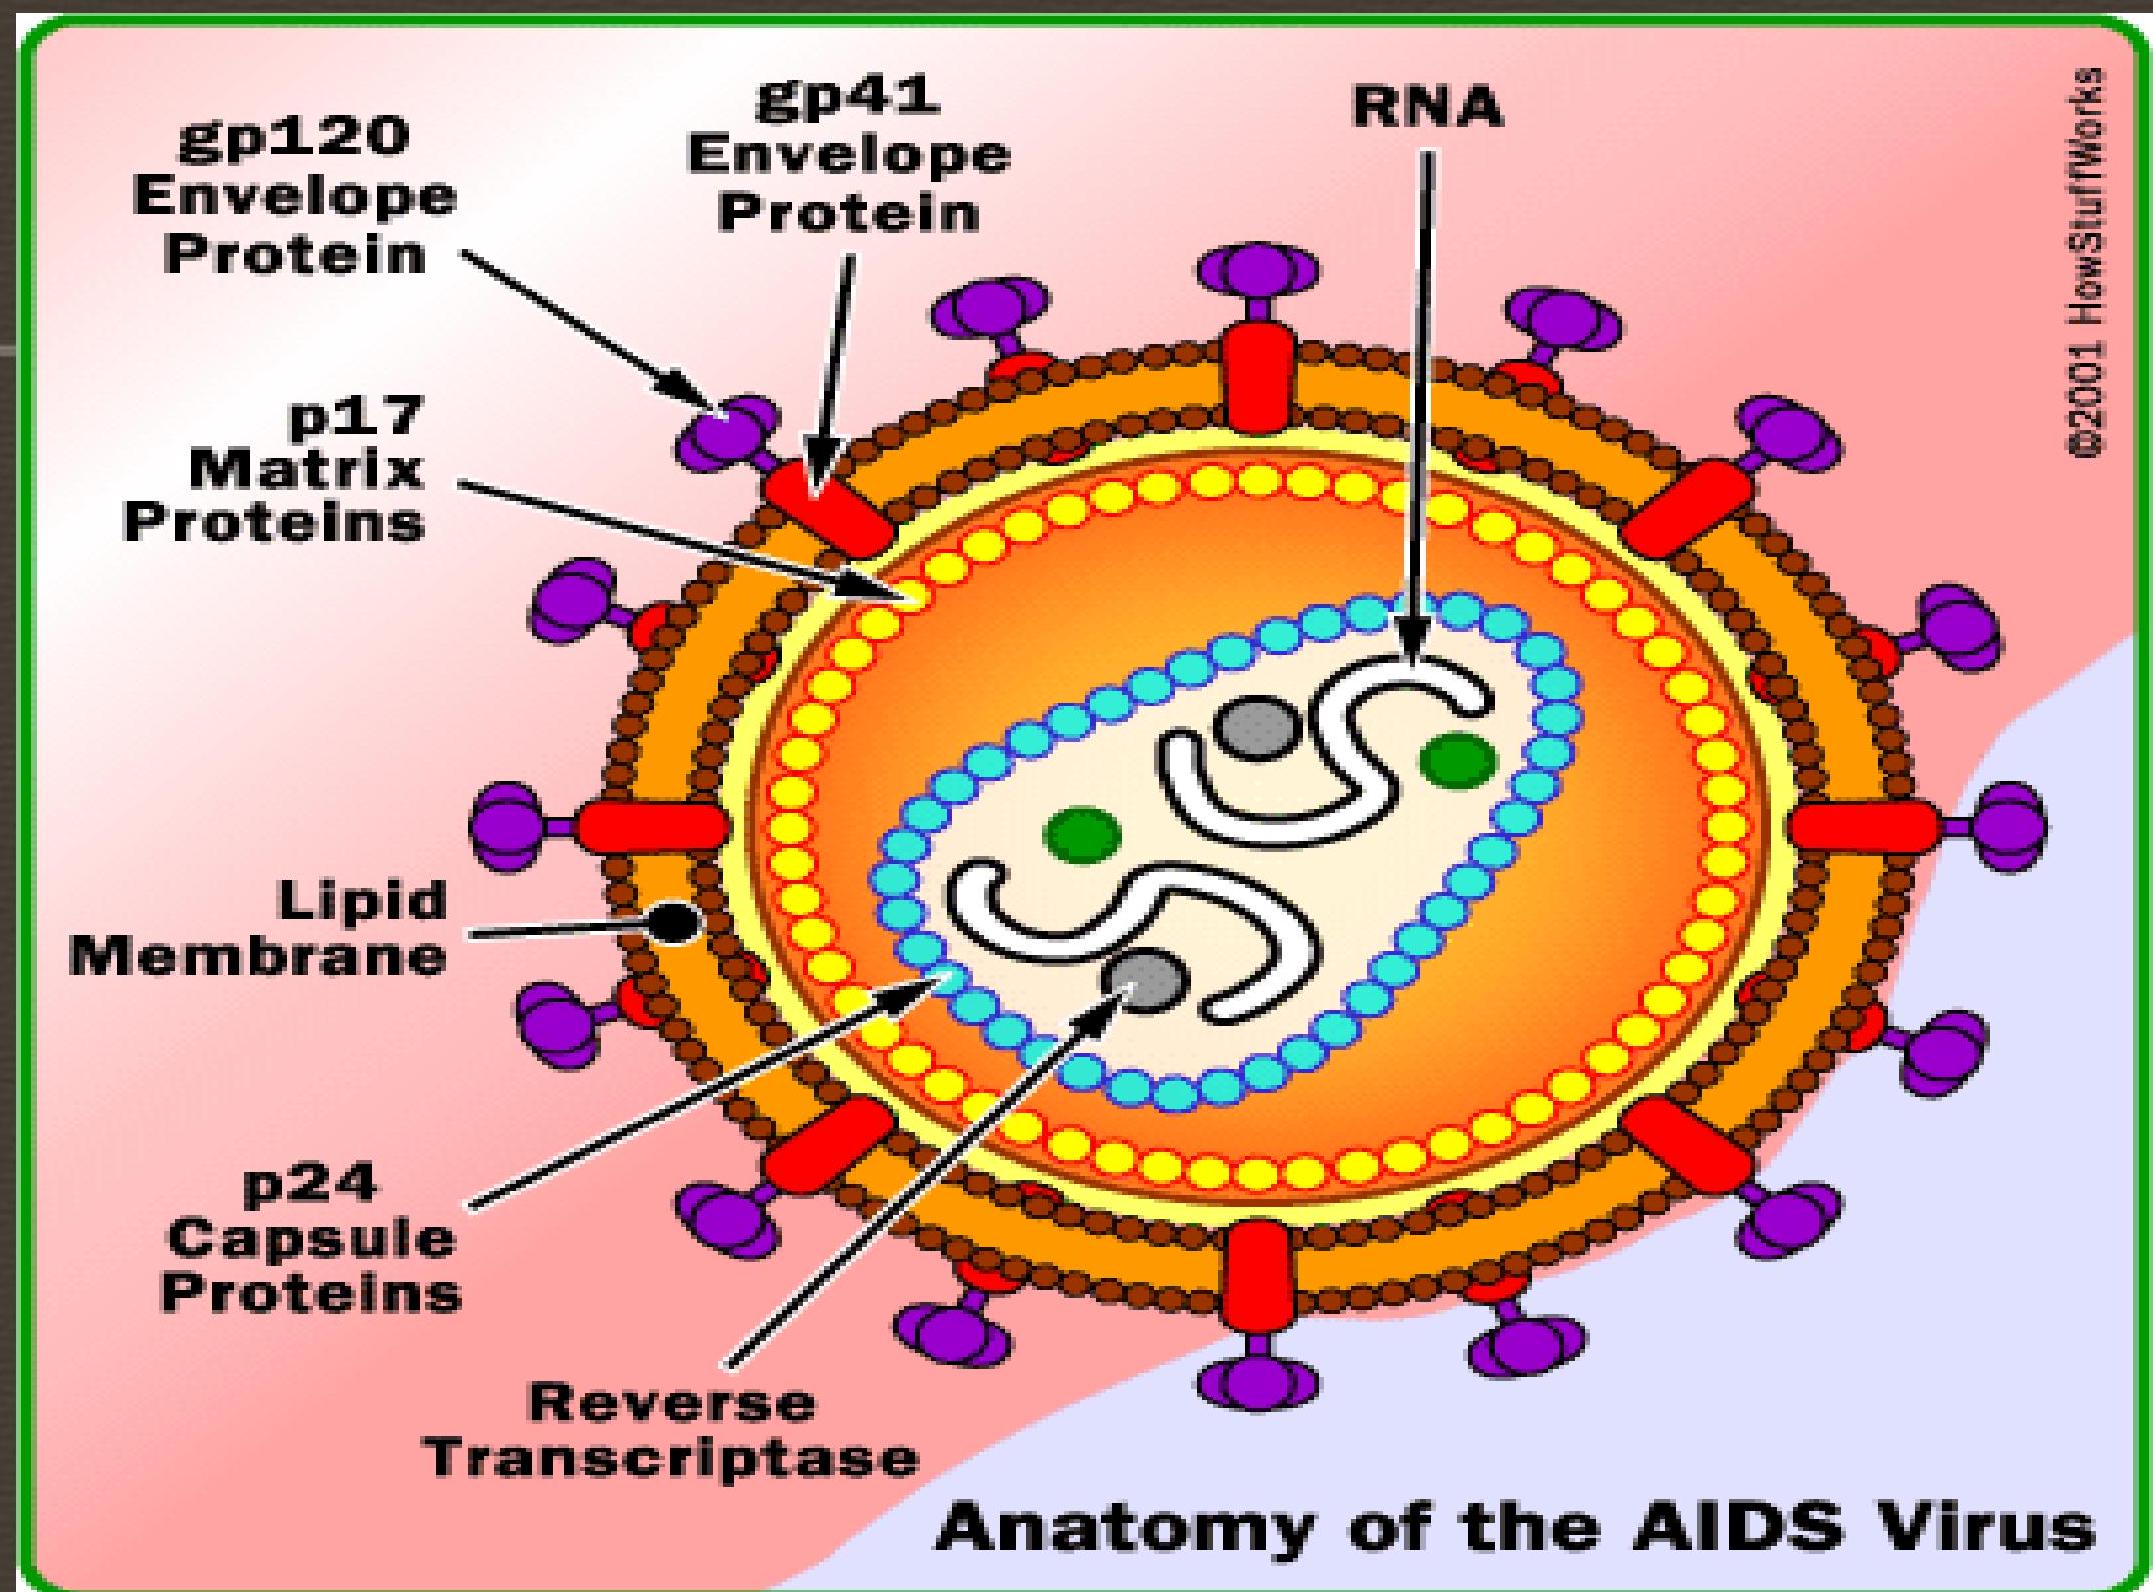 gp120
Envelope
Protein
gp41
Envelope
Protein
RNA
©2001 HowStuffWorks
p17
Matrix
Proteins
Lipid
Membrane
p24
Capsule
Proteins
Reverse
Transcriptase
Anatomy of the AIDS Virus